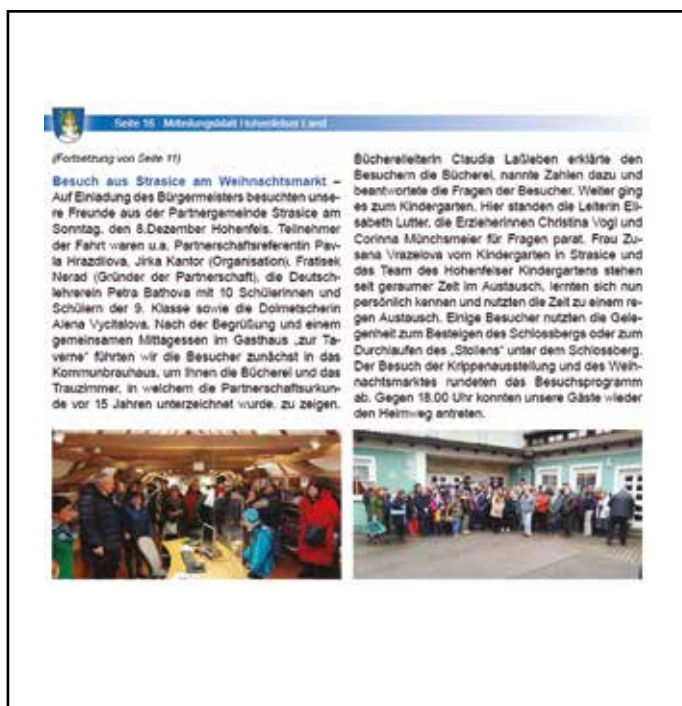 Seite 16 · Mitteilungsblatt Hohenfelser Land
(Fortsetzung von Seite 11)
Besuch aus Strasice am Weihnachtsmarkt –
Auf Einladung des Bürgermeisters besuchten unse-
re Freunde aus der Partnergemeinde Strasice am
Sonntag, den 8.Dezember Hohenfels. Teilnehmer
der Fahrt waren u.a. Partnerschaftsreferentin Pav-
la Hrazdilova, Jirka Kantor (Organisation), Fratisek
Nerad (Gründer der Partnerschaft), die Deutsch-
lehrerein Petra Bathova mit 10 Schülerinnen und
Schülern der 9. Klasse sowie die Dolmetscherin
Alena Vycitalova. Nach der Begrüßung und einem
gemeinsamen Mittagessen im Gasthaus „zur Ta-
verne“ führten wir die Besucher zunächst in das
Kommunbrauhaus, um Ihnen die Bücherei und das
Trauzimmer, in welchem die Partnerschaftsurkun-
de vor 15 Jahren unterzeichnet wurde, zu zeigen.
Büchereileiterin Claudia Laßleben erklärte den
Besuchern die Bücherei, nannte Zahlen dazu und
beantwortete die Fragen der Besucher. Weiter ging
es zum Kindergarten. Hier standen die Leiterin Eli-
sabeth Lutter, die Erzieherinnen Christina Vogl und
Corinna Münchsmeier für Fragen parat. Frau Zu-
sana Vrazelova vom Kindergarten in Strasice und
das Team des Hohenfelser Kindergartens stehen
seit geraumer Zeit im Austausch, lernten sich nun
persönlich kennen und nutzten die Zeit zu einem re-
gen Austausch. Einige Besucher nutzten die Gele-
genheit zum Besteigen des Schlossbergs oder zum
Durchlaufen des „Stollens“ unter dem Schlossberg.
Der Besuch der Krippenausstellung und des Weih-
nachtsmarktes rundeten das Besuchsprogramm
ab. Gegen 18.00 Uhr konnten unsere Gäste wieder
den Heimweg antreten.